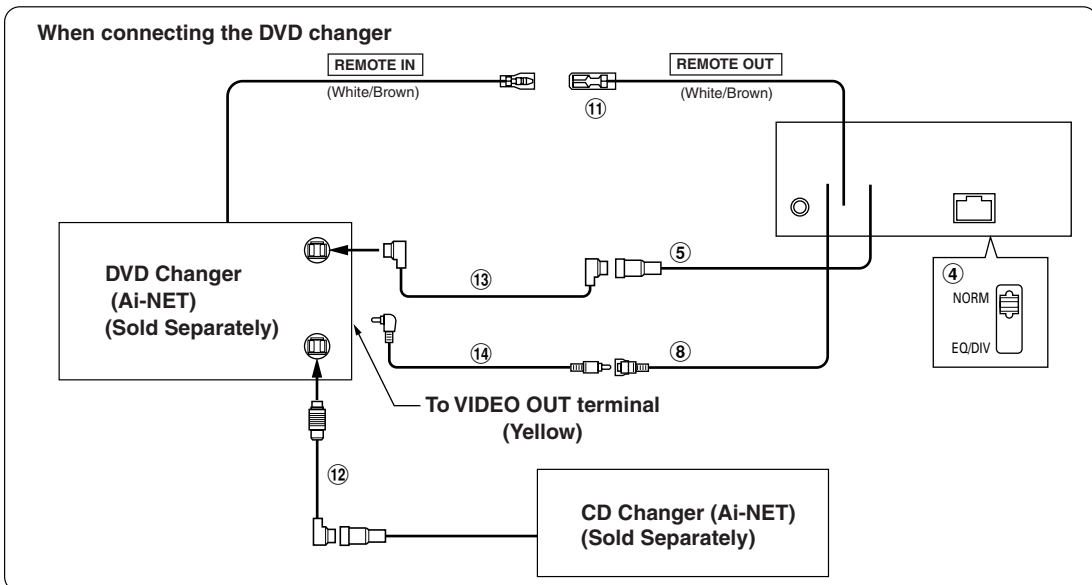 When connecting the DVD changer
REMOTE IN
(White/Brown)
REMOTE OUT
(White/Brown)
⑪
⑤
④
NORM
EQ/DIV
DVD Changer
(Ai-NET)
(Sold Separately)
⑬
⑭
⑧
To VIDEO OUT terminal
(Yellow)
⑫
CD Changer (Ai-NET)
(Sold Separately)